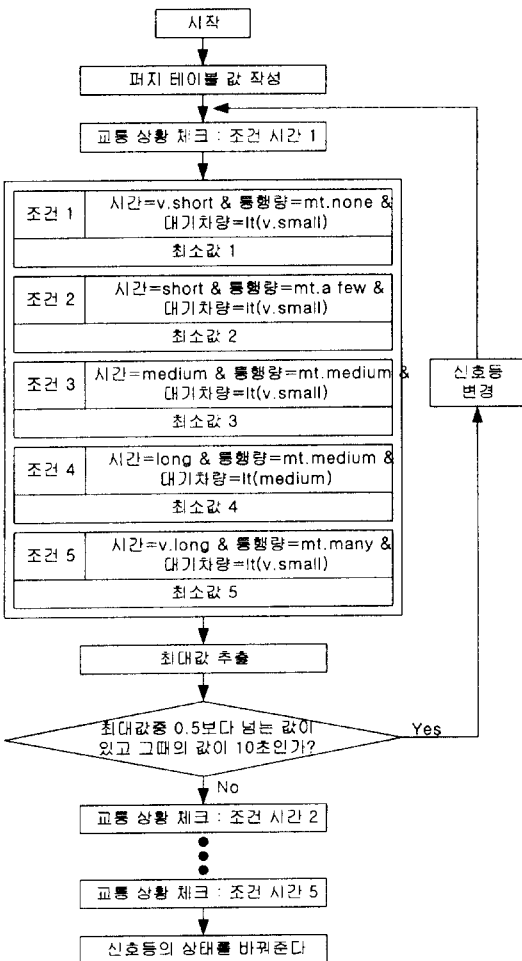 시작
퍼지 테이블 값 작성
교통 상황 체크 : 조건 시간 1
조건 1
시간=v.short & 통행량=mt.none &
대기차량=lt(v.small)
최소값 1
조건 2
시간=short & 통행량=mt.a few &
대기차량=lt(v.small)
최소값 2
조건 3
시간=medium & 통행량=mt.medium &
대기차량=lt(v.small)
최소값 3
조건 4
시간=long & 통행량=mt.medium &
대기차량=lt(medium)
최소값 4
조건 5
시간=v.long & 통행량=mt.many &
대기차량=lt(v.small)
최소값 5
신호등
변경
최대값 추출
최대값중 0.5보다 넘는 값이
있고 그때의 값이 10초인가?
Yes
No
교통 상황 체크 : 조건 시간 2
교통 상황 체크 : 조건 시간 5
신호등의 상태를 바꿔준다